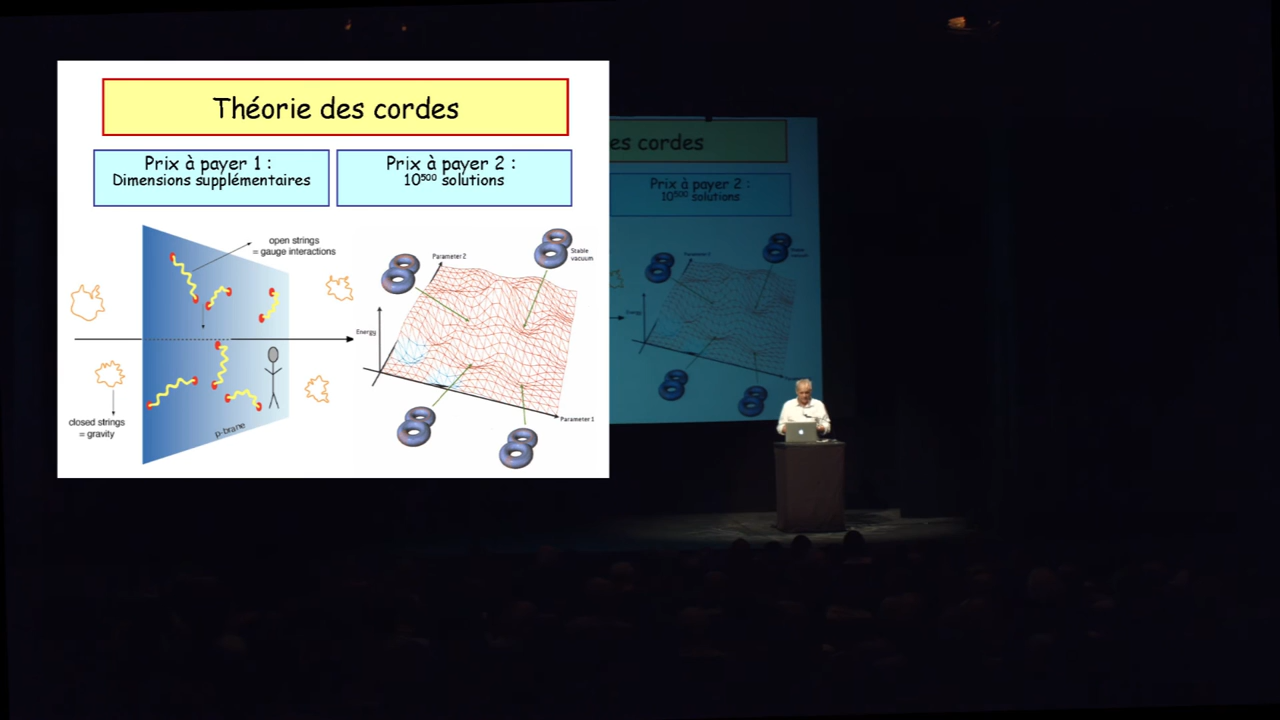 Théorie des cordes
Prix à payer 1 :
Dimensions supplémentaires
Prix à payer 2 :
10⁵⁰⁰ solutions
open strings
= gauge interactions
closed strings
= gravity
p-brane
Parameter 2
Stable
vacuum
Energy
Parameter 1
es cordes
Prix à payer 2 :
10⁵⁰⁰ solutions